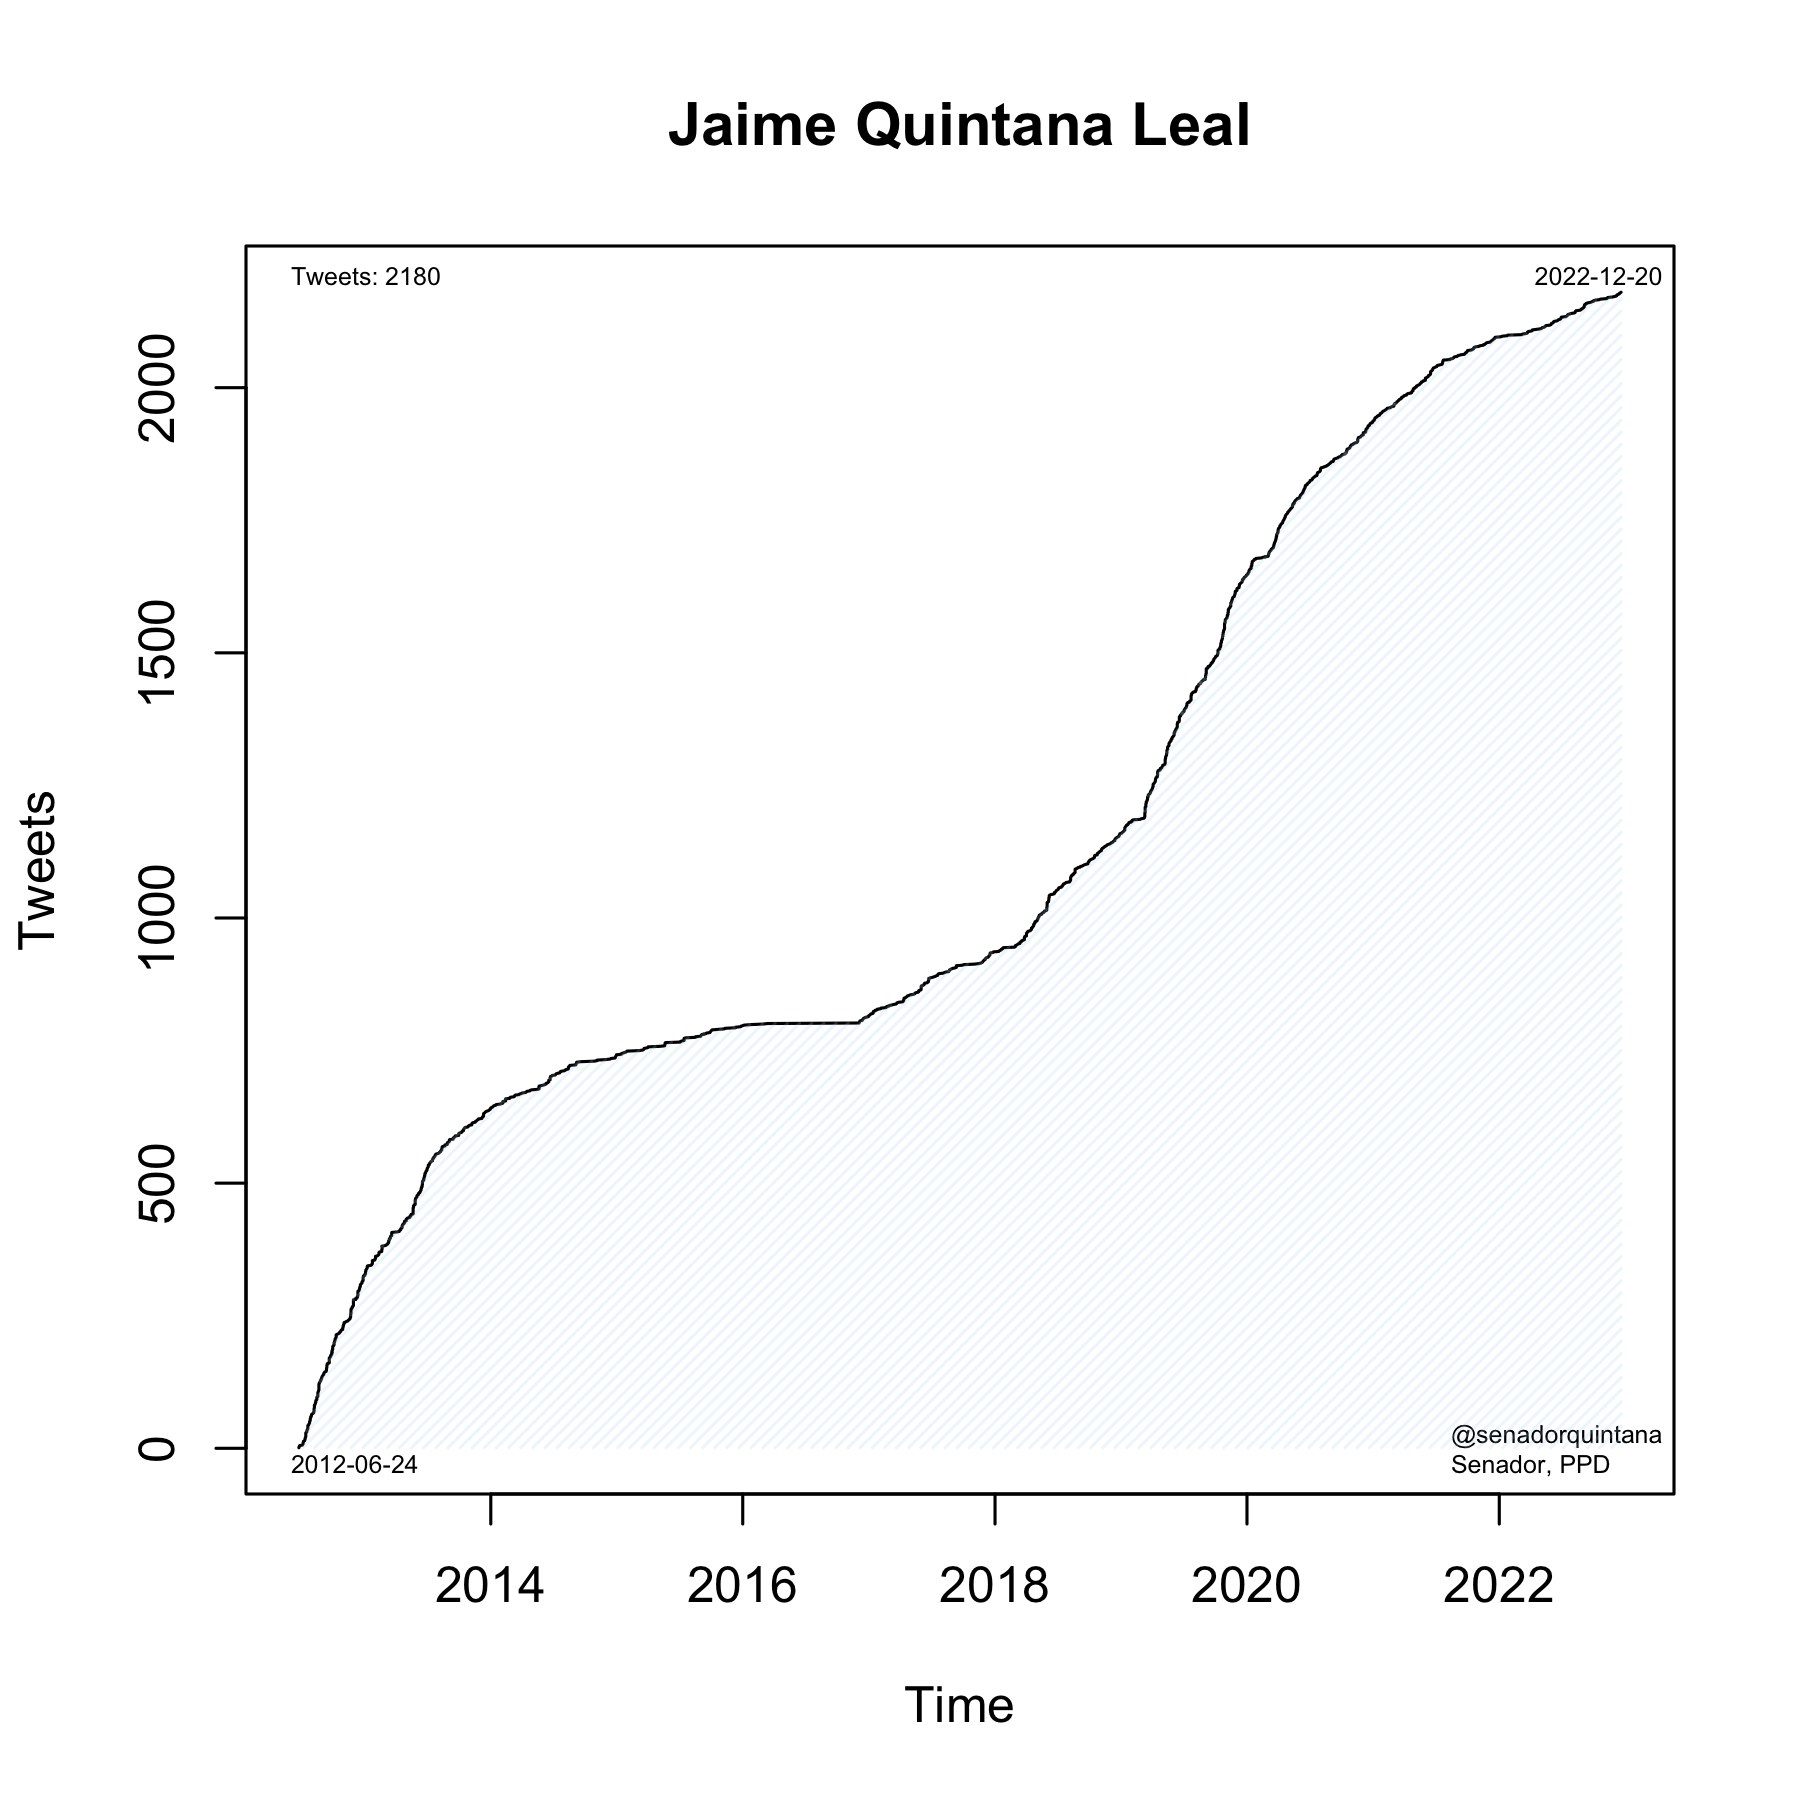 Jaime Quintana Leal
Tweets: 2180
2022-12-20
2000
1500
1000
500
0
Tweets
@senadorquintana
Senador, PPD
2012-06-24
2014
2016
2018
2020
2022
Time